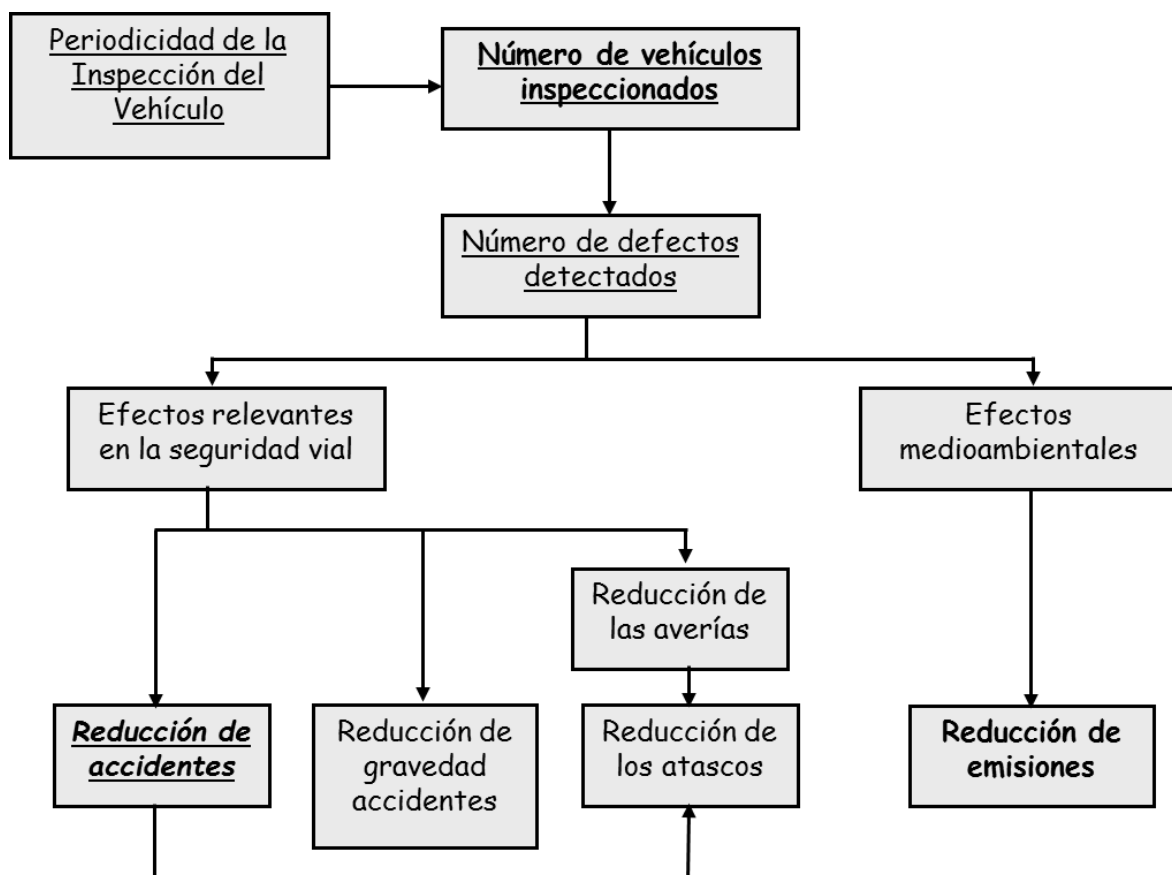 Periodicidad de la
Inspección del
Vehículo
Número de vehículos
inspeccionados
Número de defectos
detectados
Efectos relevantes
en la seguridad vial
Efectos
medioambientales
Reducción de
las averías
Reducción de
accidentes
Reducción de
gravedad
accidentes
Reducción de
los atascos
Reducción de
emisiones